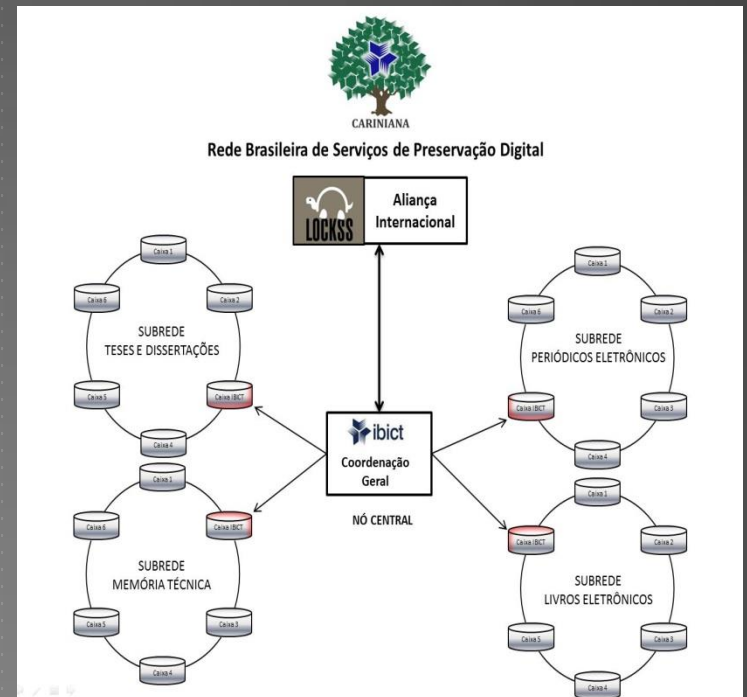 CARINIANA
Rede Brasileira de Serviços de Preservação Digital
LOCKSS
Aliança
Internacional
Caixa 1
Caixa 6
Caixa 2
SUBREDE
TESES E DISSERTAÇÕES
Caixa 5
Caixa IBICT
Caixa 4
Caixa 1
Caixa 6
Caixa 2
SUBREDE
PERIÓDICOS ELETRÔNICOS
Caixa IBICT
Caixa 3
Caixa 4
ibict
Coordenação
Geral
NÓ CENTRAL
Caixa 1
Caixa 6
Caixa IBICT
SUBREDE
MEMÓRIA TÉCNICA
Caixa 5
Caixa 3
Caixa 4
Caixa 1
Caixa IBICT
Caixa 2
SUBREDE
LIVROS ELETRÔNICOS
Caixa 5
Caixa 3
Caixa 4